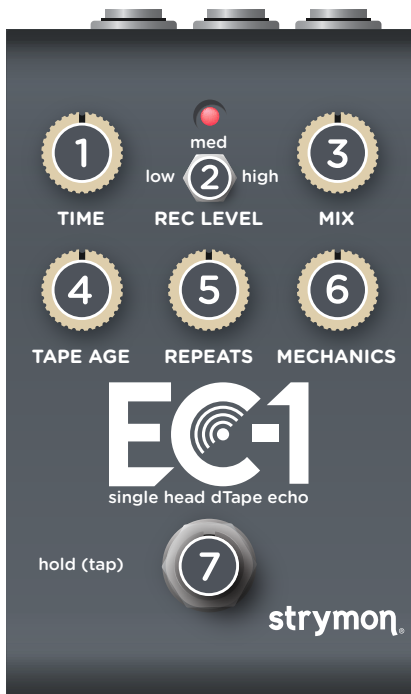 1
med
low 2 high
3
TIME
REC LEVEL
MIX
4
5
6
TAPE AGE
REPEATS
MECHANICS
EC-1
single head dTape echo
hold (tap)
7
strymon®